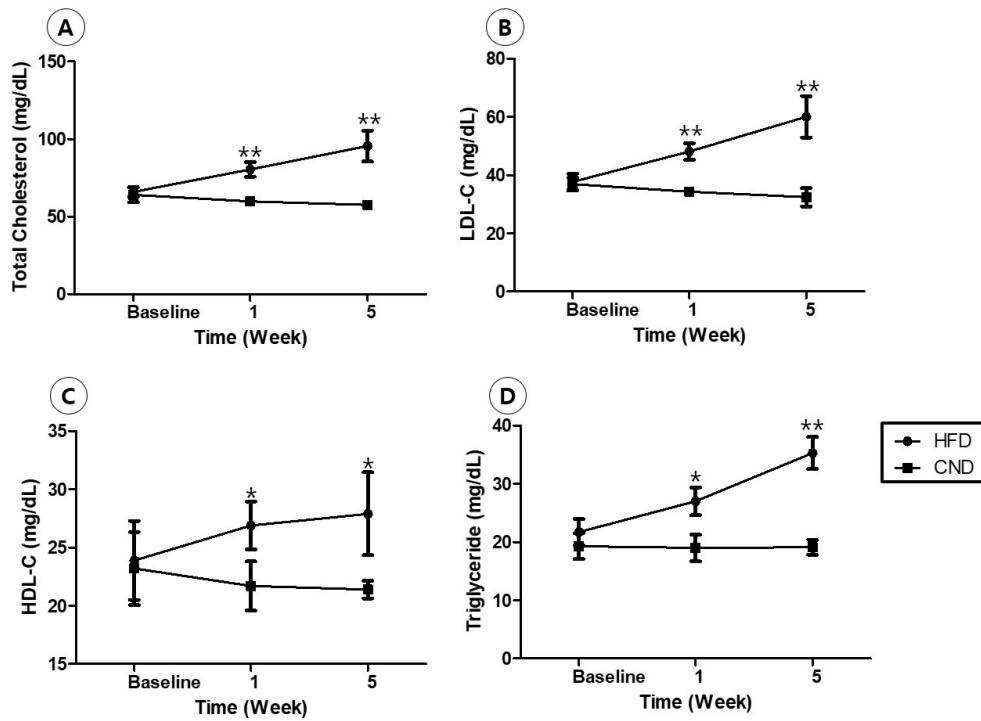 A
Total Cholesterol (mg/dL)
150
100
50
0
**
**
Baseline 1 5
Time (Week)
B
LDL-C (mg/dL)
80
60
40
20
0
**
**
Baseline 1 5
Time (Week)
C
HDL-C (mg/dL)
35
30
25
20
15
*
*
Baseline 1 5
Time (Week)
D
Triglyceride (mg/dL)
40
30
20
10
0
*
**
Baseline 1 5
Time (Week)
HFD
CND